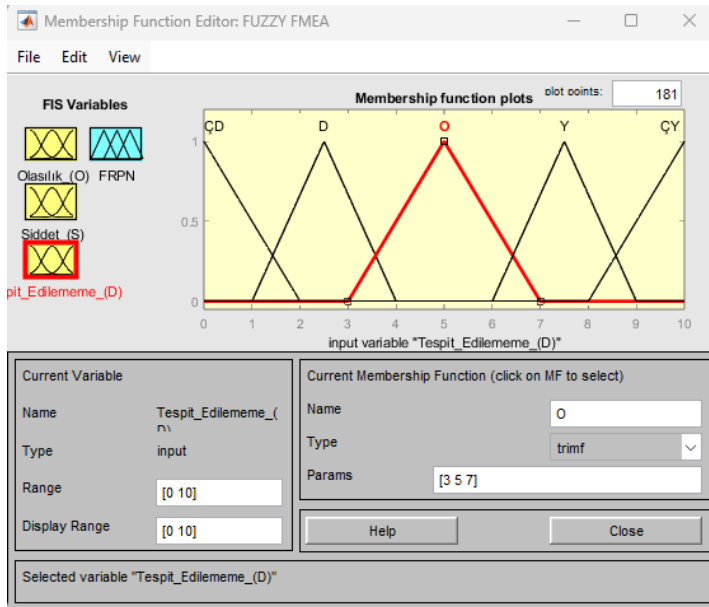 Membership Function Editor: FUZZY FMEA
File Edit View
FIS Variables
Olasılık_(O) FRPN
Siddet_(S)
pit_Edilememe_(D)
Membership function plots
plot points:
181
ÇD D O Y ÇY
1
0.5
0
0 1 2 3 4 5 6 7 8 9 10
input variable "Tespit_Edilememe_(D)"
Current Variable
Name Tespit_Edilememe_(
D)
Type input
Range [0 10]
Display Range [0 10]
Current Membership Function (click on MF to select)
Name O
Type trimf
Params [3 5 7]
Help Close
Selected variable "Tespit_Edilememe_(D)"